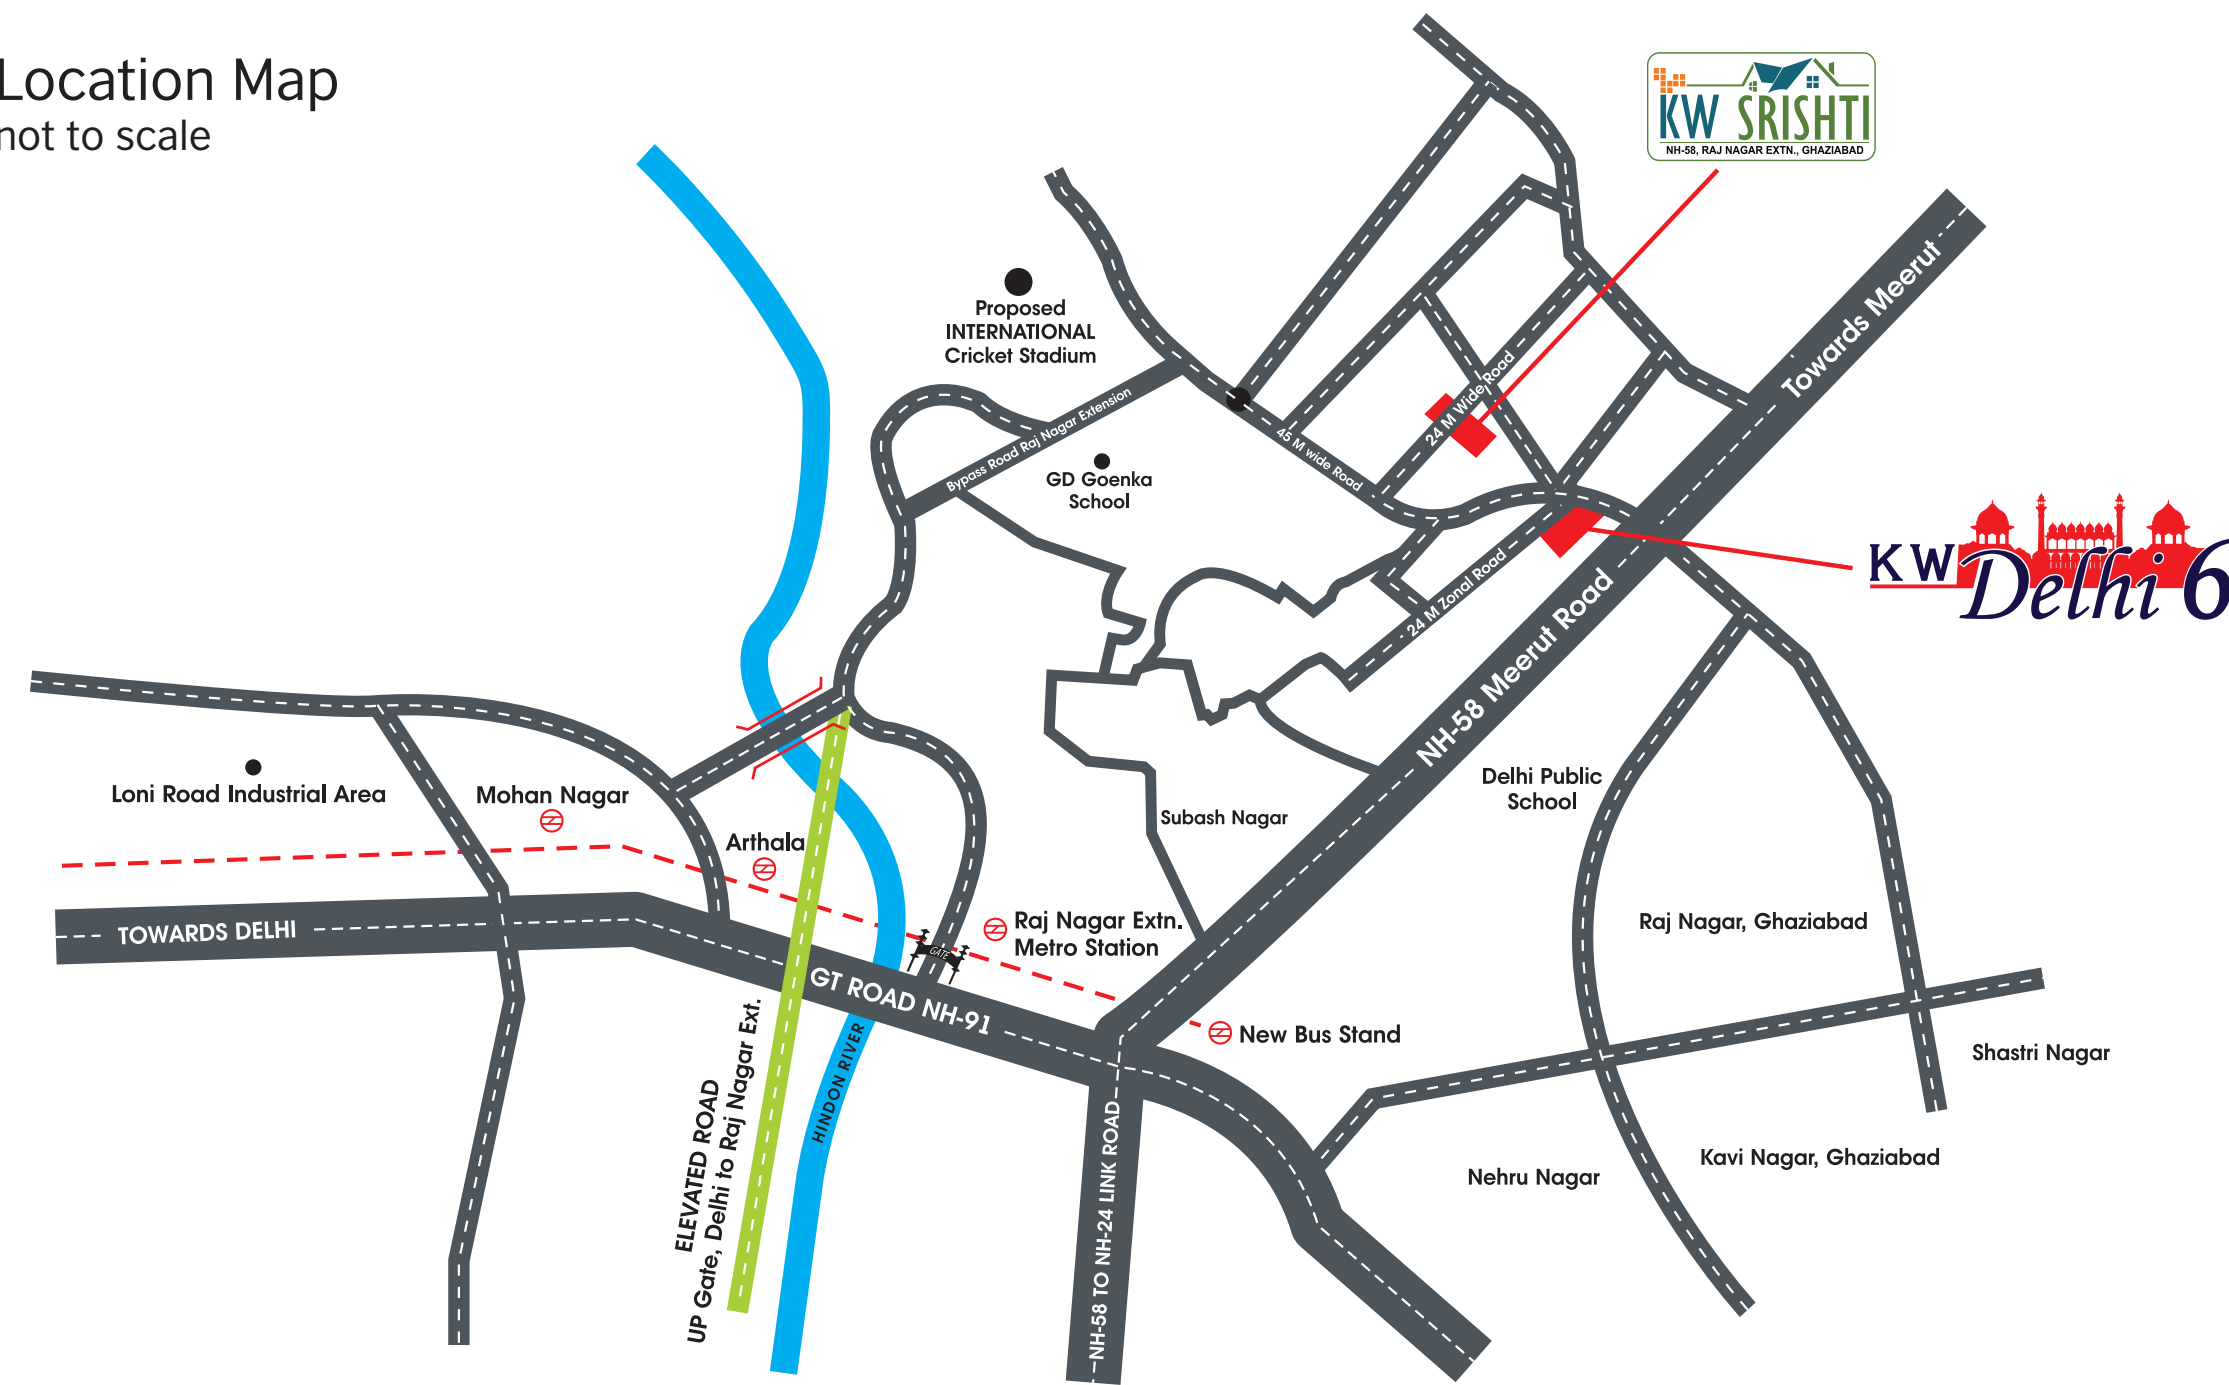 Location Map
not to scale
KW SRISHTI
NH-58, RAJ NAGAR EXTN., GHAZIABAD
Towards Meerut
Proposed
INTERNATIONAL
Cricket Stadium
Bypass Road Raj Nagar Extension
24 M Wide Road
45 M wide Road
GD Goenka
School
KW Delhi 6
24 M Zonal Road
NH-58 Meerut Road
Delhi Public
School
Loni Road Industrial Area
Mohan Nagar
Arthala
Subash Nagar
Raj Nagar Extn.
Metro Station
GATE
Raj Nagar, Ghaziabad
TOWARDS DELHI
GT ROAD NH-91
New Bus Stand
Shastri Nagar
HINDON RIVER
ELEVATED ROAD
UP Gate, Delhi to Raj Nagar Ext.
NH-58 TO NH-24 LINK ROAD
Nehru Nagar
Kavi Nagar, Ghaziabad